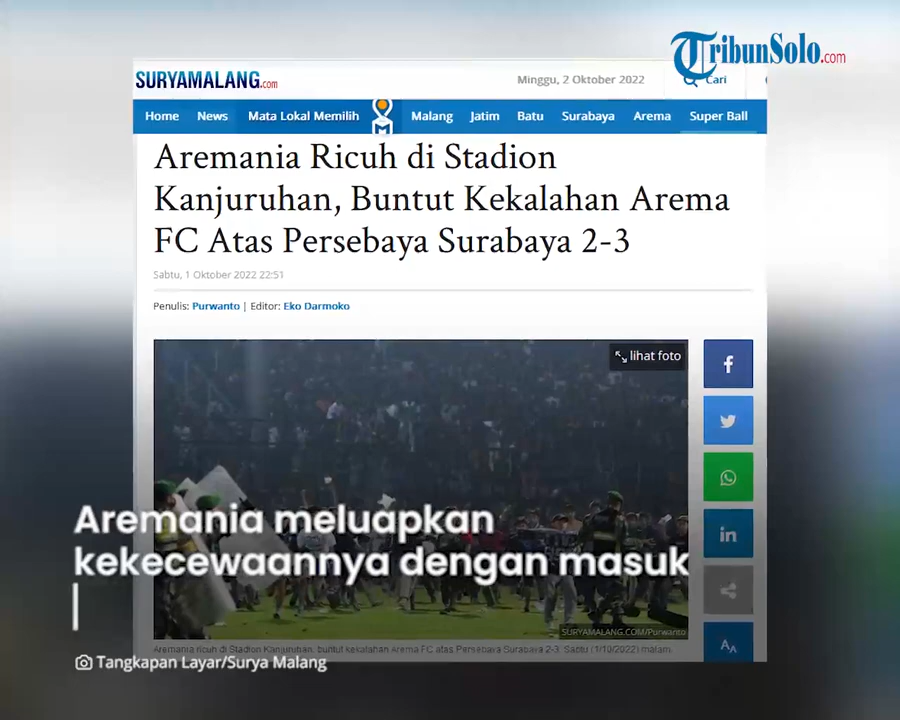 TribunSolo.com
SURYAMALANG.com
Minggu, 2 Oktober 2022
Cari
Home News Mata Lokal Memilih Malang Jatim Batu Surabaya Arema Super Ball
Aremania Ricuh di Stadion
Kanjuruhan, Buntut Kekalahan Arema
FC Atas Persebaya Surabaya 2-3
Sabtu, 1 Oktober 2022 22:51
Penulis: Purwanto | Editor: Eko Darmoko
lihat foto
Aremania meluapkan
kekecewaannya dengan masuk
SURYAMALANG.COM/Purwanto
Aremania ricuh di Stadion Kanjuruhan, buntut kekalahan Arema FC atas Persebaya Surabaya 2-3, Sabtu (1/10/2022) malam.
Tangkapan Layar/Surya Malang
AA